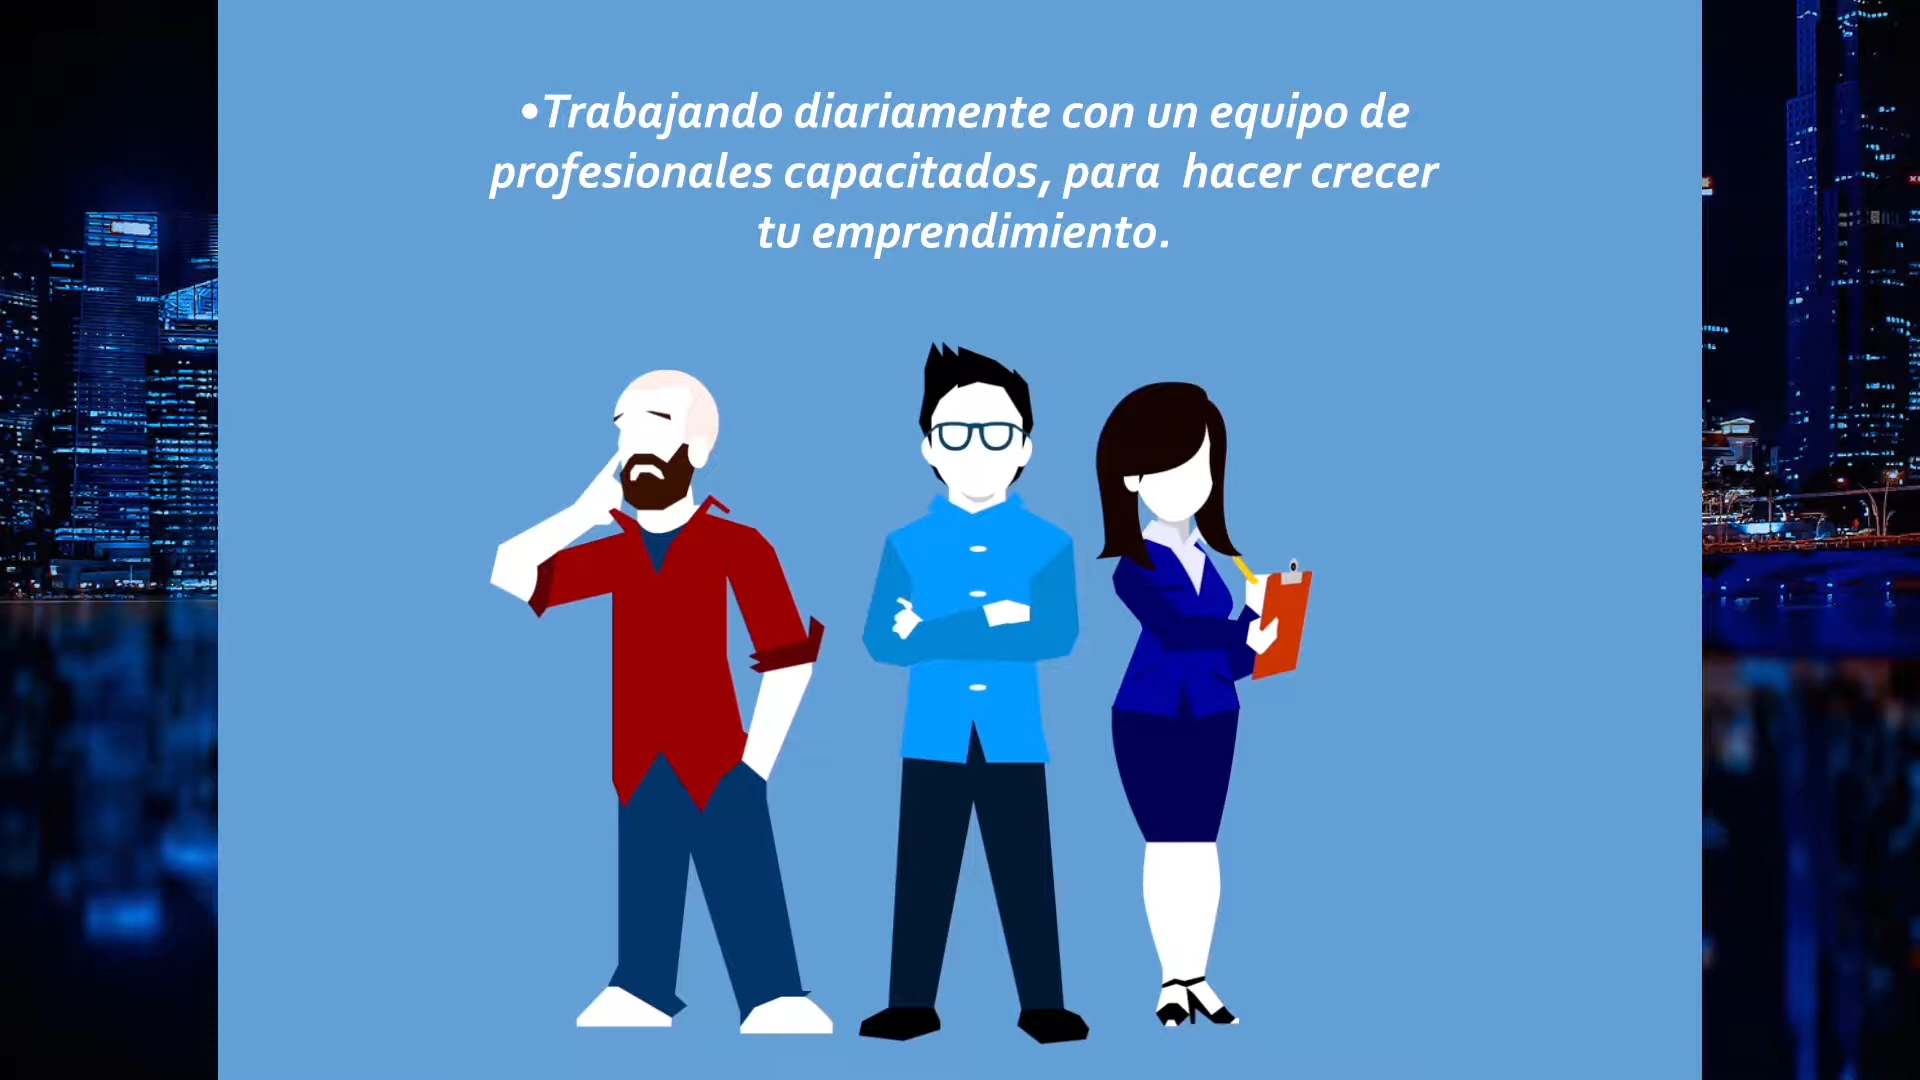 •Trabajando diariamente con un equipo de
profesionales capacitados, para  hacer crecer
tu emprendimiento.